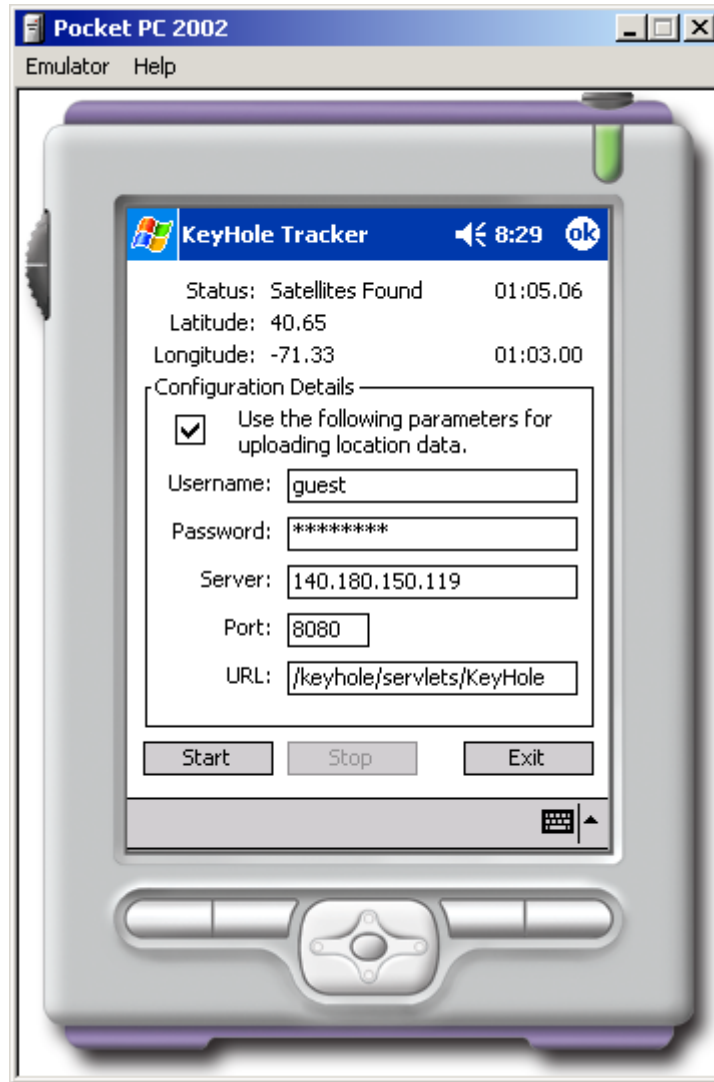 Pocket PC 2002
Emulator Help
KeyHole Tracker 8:29 ok
Status: Satellites Found 01:05.06
Latitude: 40.65
Longitude: -71.33 01:03.00
Configuration Details
Use the following parameters for
uploading location data.
Username: guest
Password: ********
Server: 140.180.150.119
Port: 8080
URL: /keyhole/servlets/KeyHole
Start Stop Exit